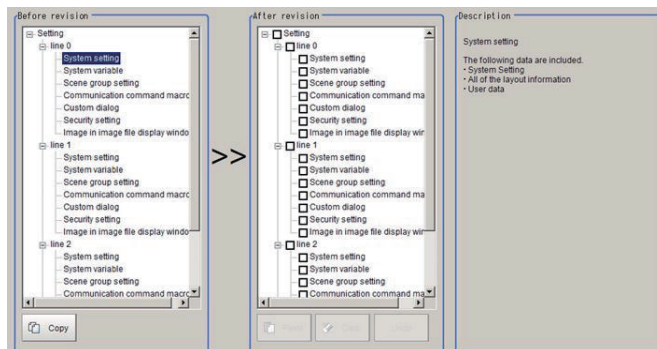 Before revision
Setting
line 0
System setting
System variable
Scene group setting
Communication command macro
Custom dialog
Security setting
Image in image file display windo
line 1
System setting
System variable
Scene group setting
Communication command macro
Custom dialog
Security setting
Image in image file display windo
line 2
System setting
System variable
Scene group setting
Communication command macro
Copy
>>
After revision
Setting
line 0
System setting
System variable
Scene group setting
Communication command ma
Custom dialog
Security setting
Image in image file display wir
line 1
System setting
System variable
Scene group setting
Communication command ma
Custom dialog
Security setting
Image in image file display wir
line 2
System setting
System variable
Scene group setting
Communication command ma
Description
System setting
The following data are included.
・System Setting
・All of the layout information
・User data